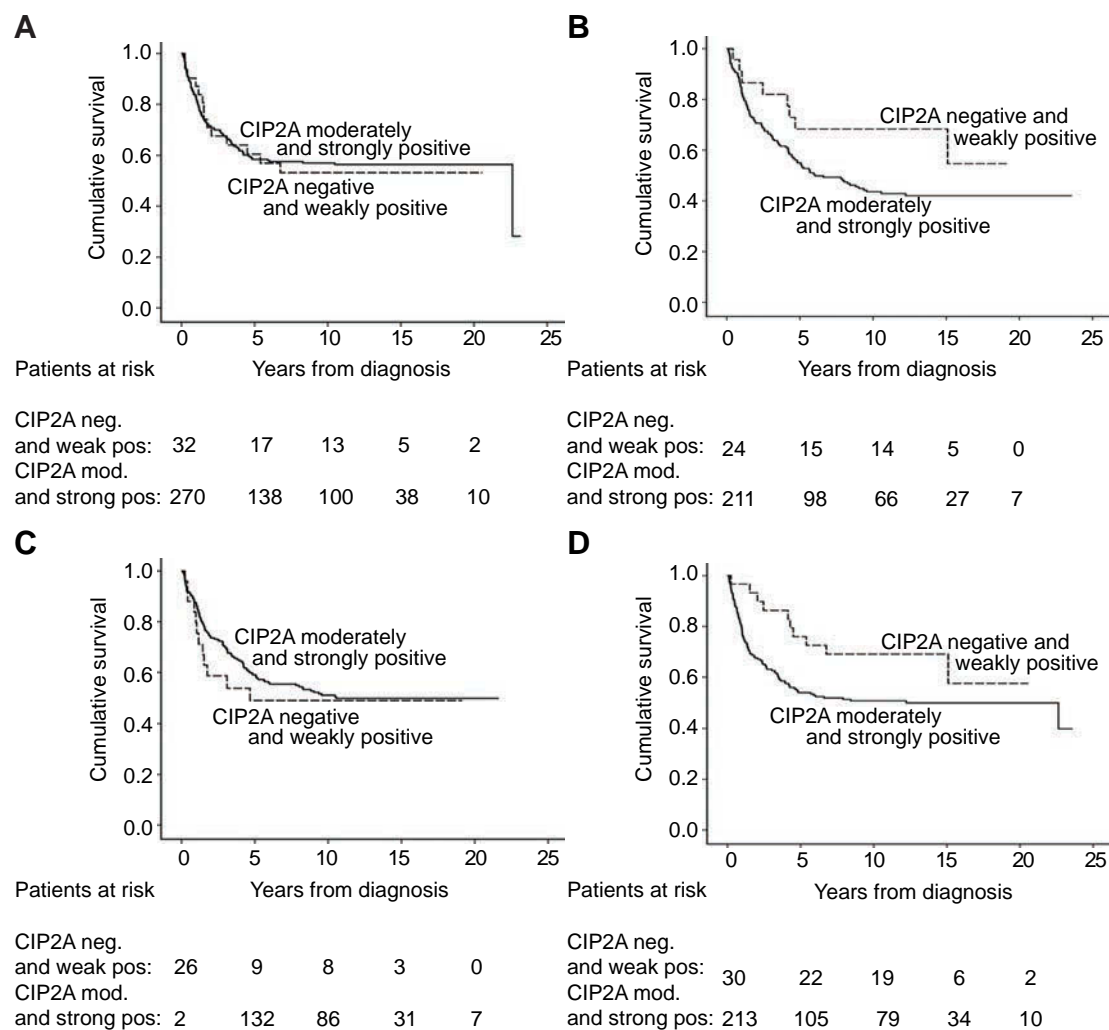 A
1.0
0.8
0.6
0.4
0.2
0.0
Cumulative survival
CIP2A moderately
and strongly positive
CIP2A negative
and weakly positive
0 5 10 15 20 25
Patients at risk Years from diagnosis
CIP2A neg.
and weak pos: 32 17 13 5 2
CIP2A mod.
and strong pos: 270 138 100 38 10
B
1.0
0.8
0.6
0.4
0.2
0.0
Cumulative survival
CIP2A negative and
weakly positive
CIP2A moderately
and strongly positive
0 5 10 15 20 25
Patients at risk Years from diagnosis
CIP2A neg.
and weak pos: 24 15 14 5 0
CIP2A mod.
and strong pos: 211 98 66 27 7
C
1.0
0.8
0.6
0.4
0.2
0.0
Cumulative survival
CIP2A moderately
and strongly positive
CIP2A negative
and weakly positive
0 5 10 15 20 25
Patients at risk Years from diagnosis
CIP2A neg.
and weak pos: 26 9 8 3 0
CIP2A mod.
and strong pos: 2 132 86 31 7
D
1.0
0.8
0.6
0.4
0.2
0.0
Cumulative survival
CIP2A negative and
weakly positive
CIP2A moderately
and strongly positive
0 5 10 15 20 25
Patients at risk Years from diagnosis
CIP2A neg.
and weak pos: 30 22 19 6 2
CIP2A mod.
and strong pos: 213 105 79 34 10